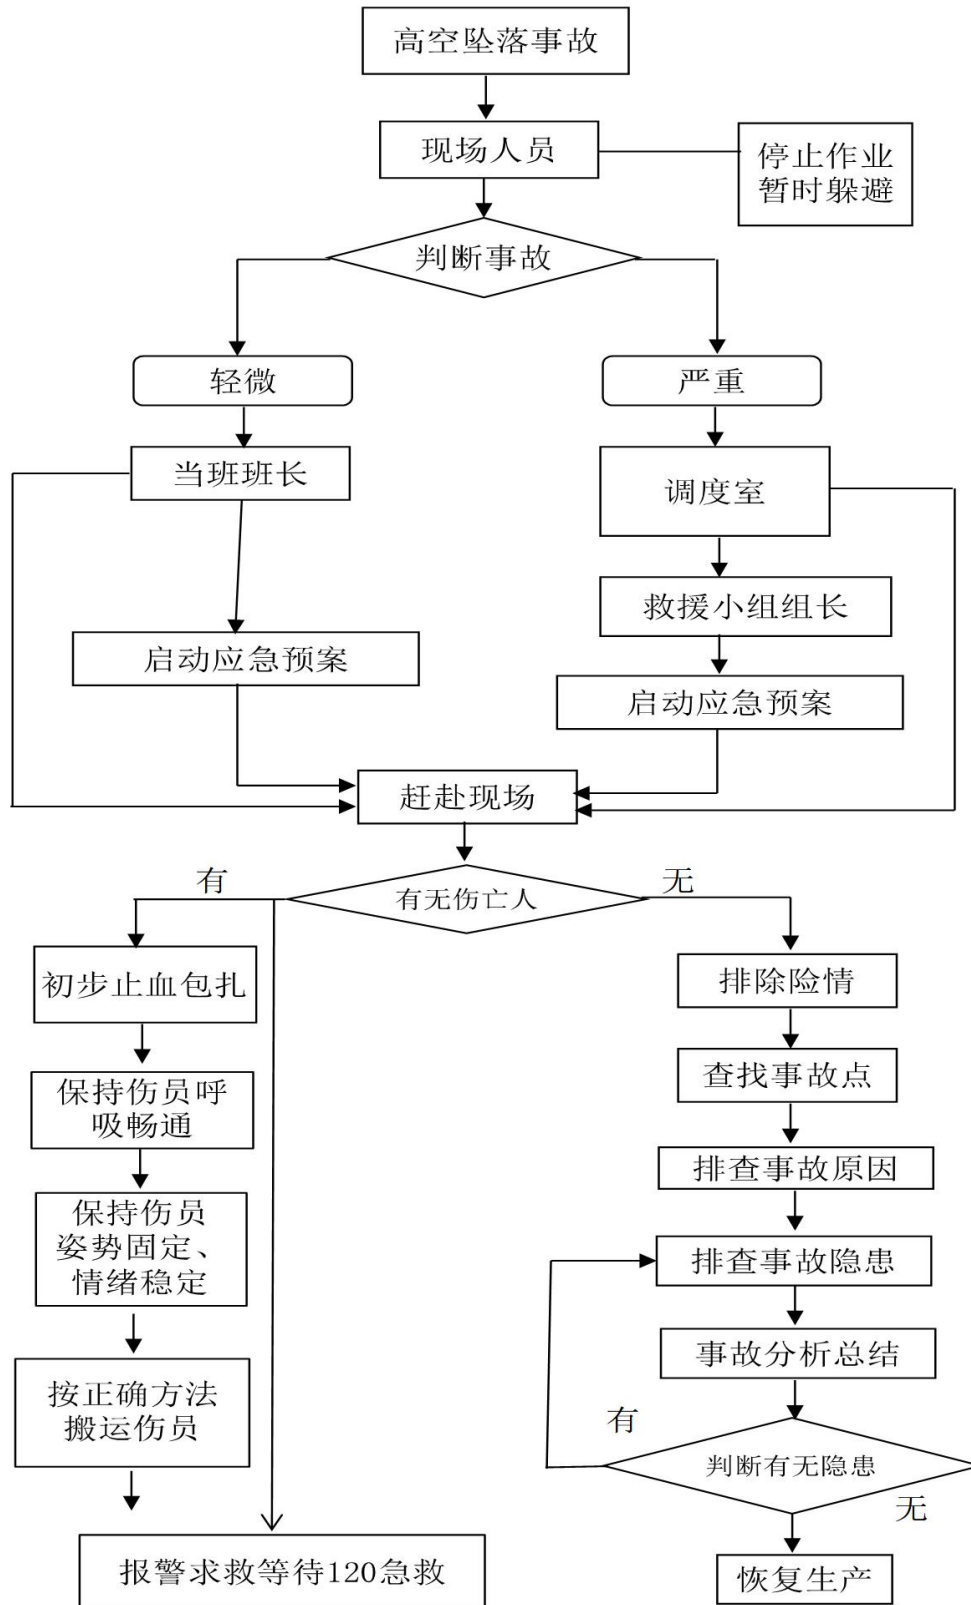 高空坠落事故
现场人员
停止作业
暂时躲避
判断事故
轻微
严重
当班班长
调度室
救援小组组长
启动应急预案
启动应急预案
赶赴现场
有
有无伤亡人
无
初步止血包扎
排除险情
查找事故点
保持伤员呼
吸畅通
排查事故原因
保持伤员
姿势固定、
情绪稳定
排查事故隐患
事故分析总结
按正确方法
搬运伤员
有
判断有无隐患
无
报警求救等待120急救
恢复生产